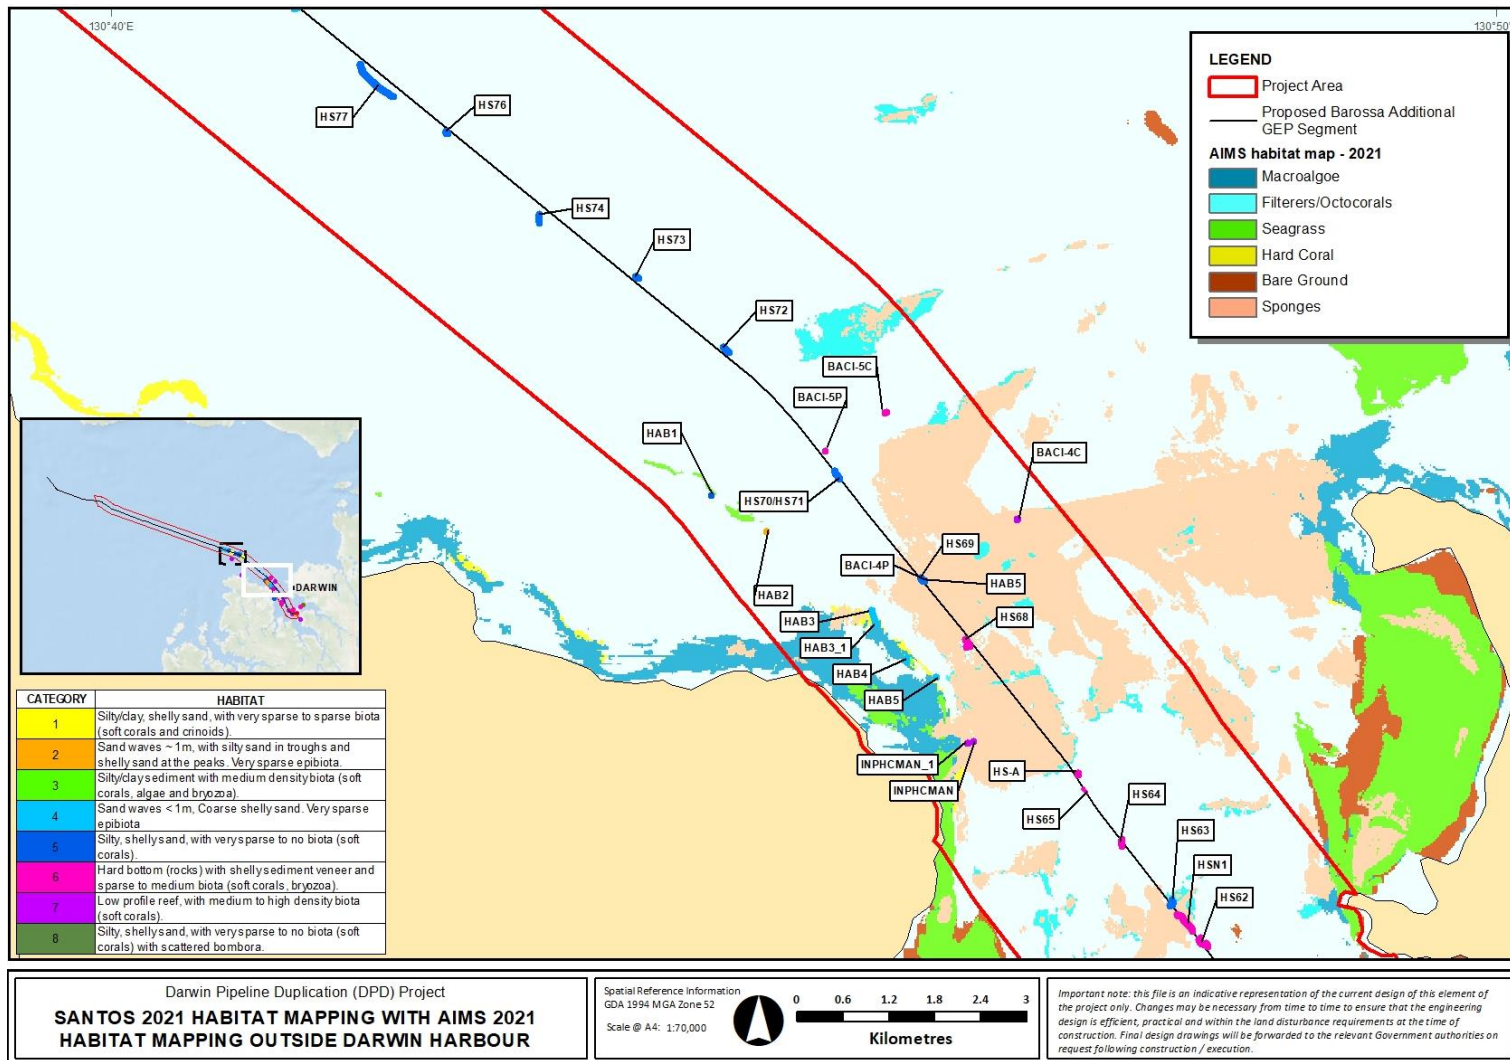 130°40'E
130°50'
LEGEND
Project Area
Proposed Barossa Additional
GEP Segment
AIMS habitat map - 2021
Macroalgoe
Filterers/Octocorals
Seagrass
Hard Coral
Bare Ground
Sponges
HS77
HS76
HS74
HS73
HS72
BACI-5C
BACI-5P
HAB1
BACI-4C
HS70/HS71
HS69
BACI-4P
HAB5
HAB2
HAB3
HS68
HAB3_1
HAB4
HAB5
INPHCMAN_1
HS-A
INPHCMAN
HS65
HS64
HS63
HSN1
HS62
DARWIN
CATEGORY HABITAT
1 Silty/clay, shelly sand, with very sparse to sparse biota
(soft corals and crinoids).
2 Sand waves ~ 1m, with silty sand in troughs and
shelly sand at the peaks. Very sparse epibiota.
3 Silty/clay sediment with medium density biota (soft
corals, algae and bryozoa).
4 Sand waves < 1m, Coarse shelly sand. Very sparse
epibiota
5 Silty, shelly sand, with very sparse to no biota (soft
corals).
6 Hard bottom (rocks) with shelly sediment veneer and
sparse to medium biota (soft corals, bryozoa).
7 Low profile reef, with medium to high density biota
(soft corals).
8 Silty, shelly sand, with very sparse to no biota (soft
corals) with scattered bombora.
Darwin Pipeline Duplication (DPD) Project
SANTOS 2021 HABITAT MAPPING WITH AIMS 2021
HABITAT MAPPING OUTSIDE DARWIN HARBOUR
Spatial Reference Information
GDA 1994 MGA Zone 52
Scale @ A4: 1:70,000
0 0.6 1.2 1.8 2.4 3
Kilometres
Important note: this file is an indicative representation of the current design of this element of
the project only. Changes may be necessary from time to time to ensure that the engineering
design is efficient, practical and within the land disturbance requirements at the time of
construction. Final design drawings will be forwarded to the relevant Government authorities on
request following construction / execution.